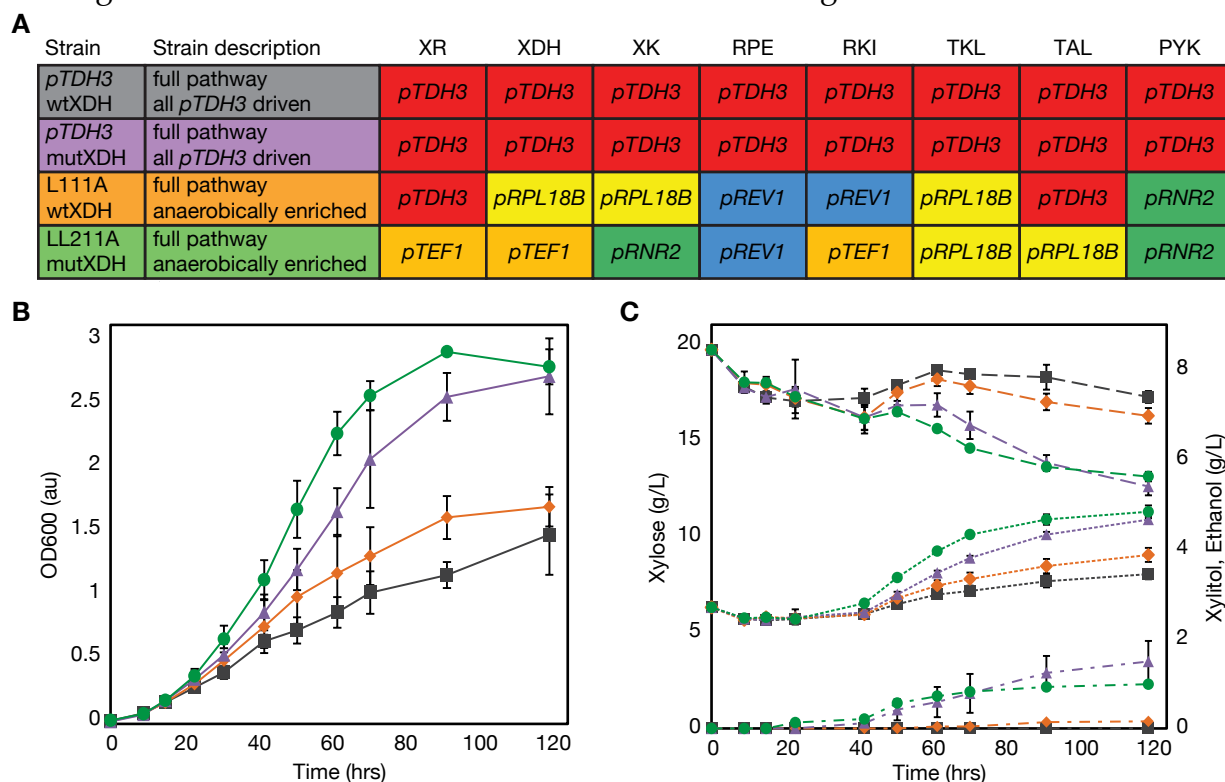 A
Strain Strain description XR XDH XK RPE RKI TKL TAL PYK
pTDH3 full pathway
wtXDH all pTDH3 driven
pTDH3 pTDH3 pTDH3 pTDH3 pTDH3 pTDH3 pTDH3 pTDH3
pTDH3 full pathway
mutXDH all pTDH3 driven
pTDH3 pTDH3 pTDH3 pTDH3 pTDH3 pTDH3 pTDH3 pTDH3
L111A full pathway
wtXDH anaerobically enriched
pTDH3 pRPL18B pRPL18B pREV1 pREV1 pRPL18B pTDH3 pRNR2
LL211A full pathway
mutXDH anaerobically enriched
pTEF1 pTEF1 pRNR2 pREV1 pTEF1 pRPL18B pRPL18B pRNR2
B
3
2.5
2
1.5
1
0.5
0
OD600 (au)
0 20 40 60 80 100 120
Time (hrs)
C
20
15
10
5
0
Xylose (g/L)
8
6
4
2
0
Xylitol, Ethanol (g/L)
0 20 40 60 80 100 120
Time (hrs)